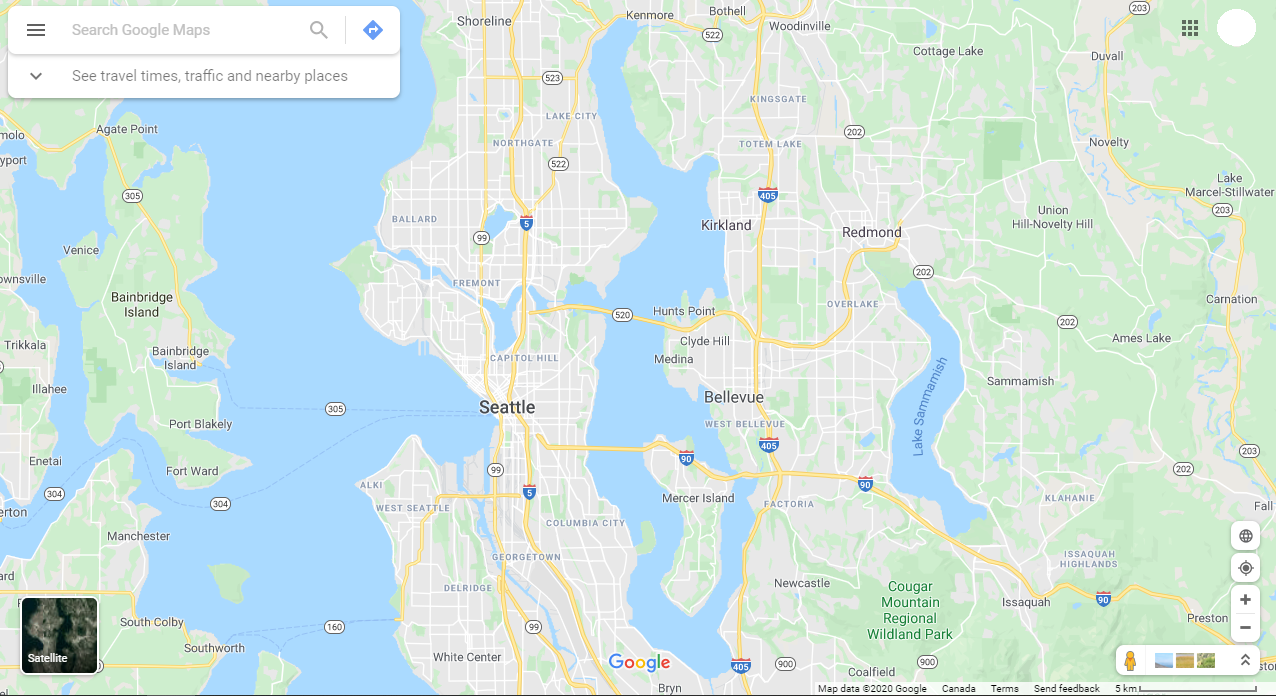 Search Google Maps
See travel times, traffic and nearby places
Shoreline
Kenmore
Bothell
Woodinville
203
522
Cottage Lake
Duvall
523
KINGSGATE
LAKE CITY
Agate Point
202
NORTHGATE
TOTEM LAKE
Novelty
522
Lake
Marcel-Stillwater
305
405
203
BALLARD
5
Kirkland
Redmond
Union
Hill-Novelty Hill
99
Venice
202
FREMONT
Bainbridge
Island
OVERLAKE
Carnation
520
Hunts Point
202
Trikkala
Clyde Hill
Ames Lake
Bainbridge
Island
CAPITOL HILL
Medina
Illahee
Sammamish
305
Seattle
Bellevue
Lake Sammamish
Port Blakely
WEST BELLEVUE
405
203
Enetai
Fort Ward
99
90
202
ALKI
90
304
304
5
Mercer Island
KLAHANIE
WEST SEATTLE
FACTORIA
Fall
COLUMBIA CITY
Manchester
GEORGETOWN
ISSAQUAH
HIGHLANDS
DELRIDGE
Newcastle
Cougar
Mountain
Regional
Wildland Park
Issaquah
90
South Colby
160
99
Preston
Southworth
White Center
Satellite
Google
405
900
900
Coalfield
Bryn
Map data ©2020 Google
Canada
Terms
Send feedback
5 km